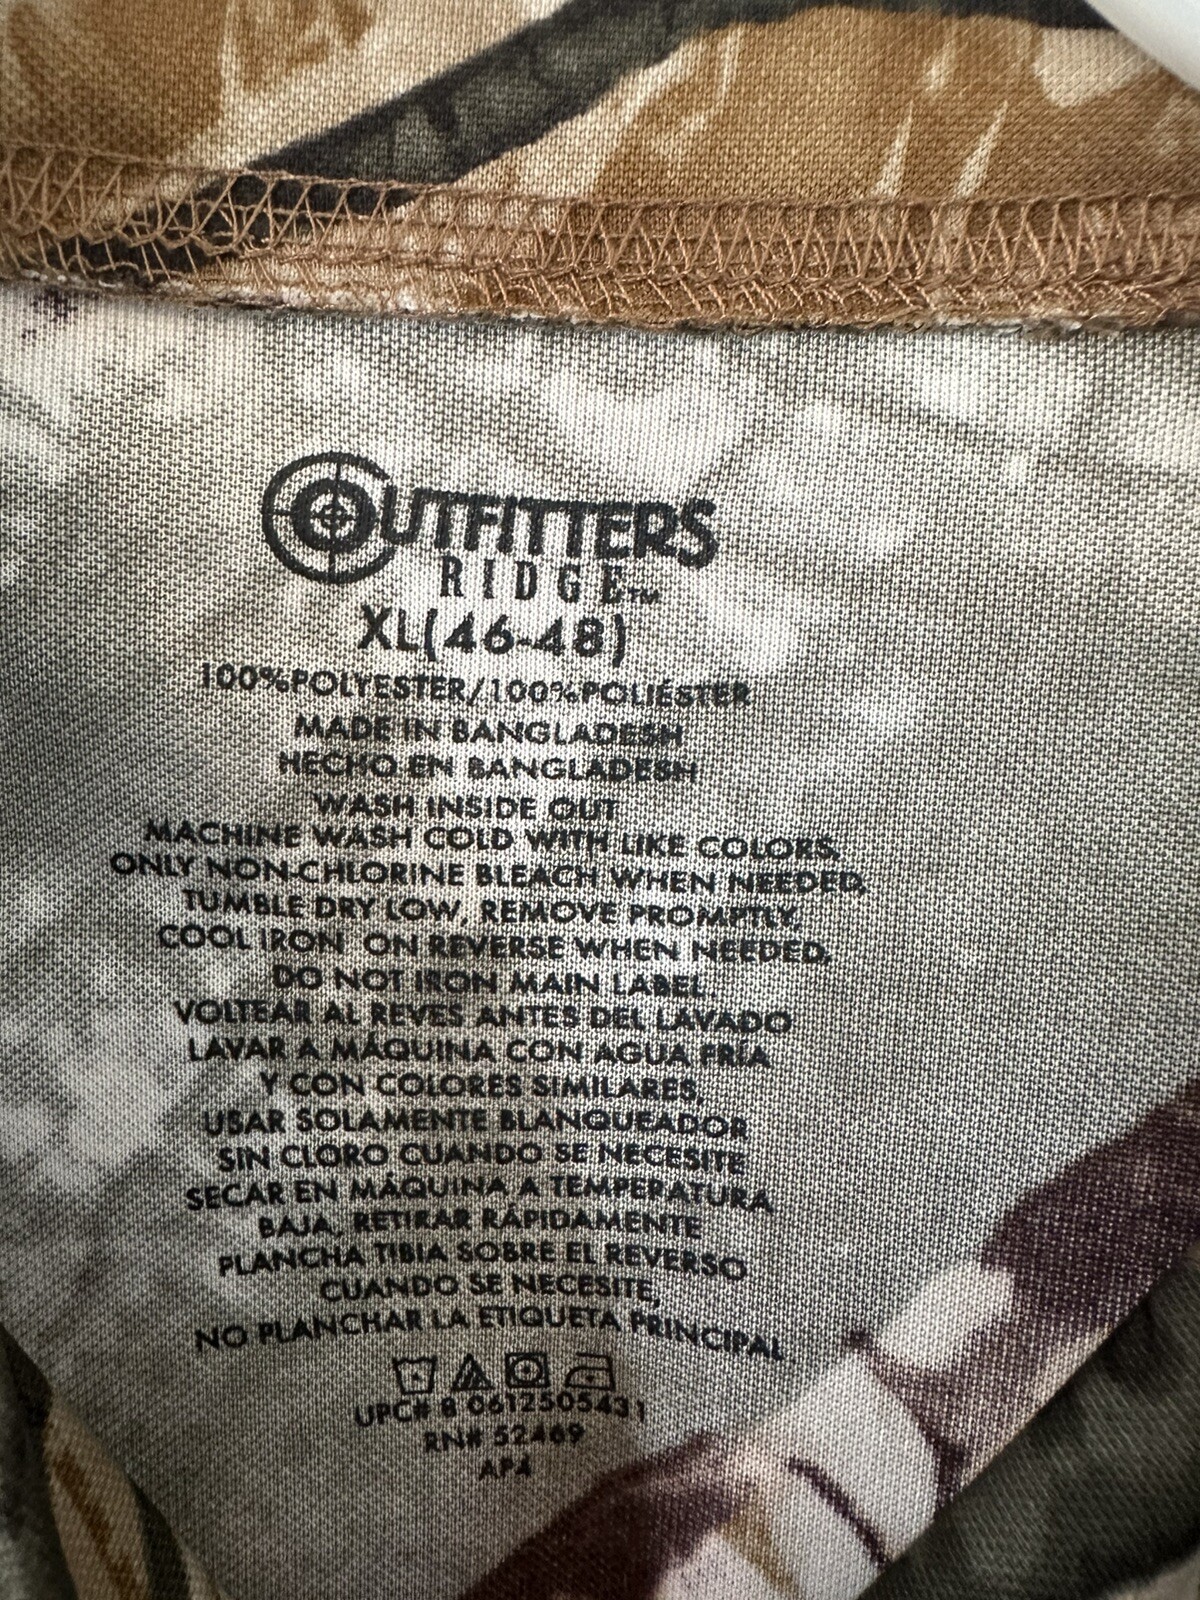 OUTFITTERS
RIDGE™
XL(46-48)
100%POLYESTER/100%POLIÉSTER
MADE IN BANGLADESH
HECHO EN BANGLADESH
WASH INSIDE OUT
MACHINE WASH COLD WITH LIKE COLORS,
ONLY NON-CHLORINE BLEACH WHEN NEEDED,
TUMBLE DRY LOW, REMOVE PROMPTLY,
COOL IRON ON REVERSE WHEN NEEDED.
DO NOT IRON MAIN LABEL.
VOLTEAR AL REVES ANTES DEL LAVADO
LAVAR A MÁQUINA CON AGUA FRÍA
Y CON COLORES SIMILARES,
USAR SOLAMENTE BLANQUEADOR
SIN CLORO CUANDO SE NECESITE
SECAR EN MÁQUINA A TEMPERATURA
BAJA, RETIRAR RÁPIDAMENTE
PLANCHA TIBIA SOBRE EL REVERSO
CUANDO SE NECESITE,
NO PLANCHAR LA ETIQUETA PRINCIPAL.
UPC# 8 0612505431
RN# 52469
AP4